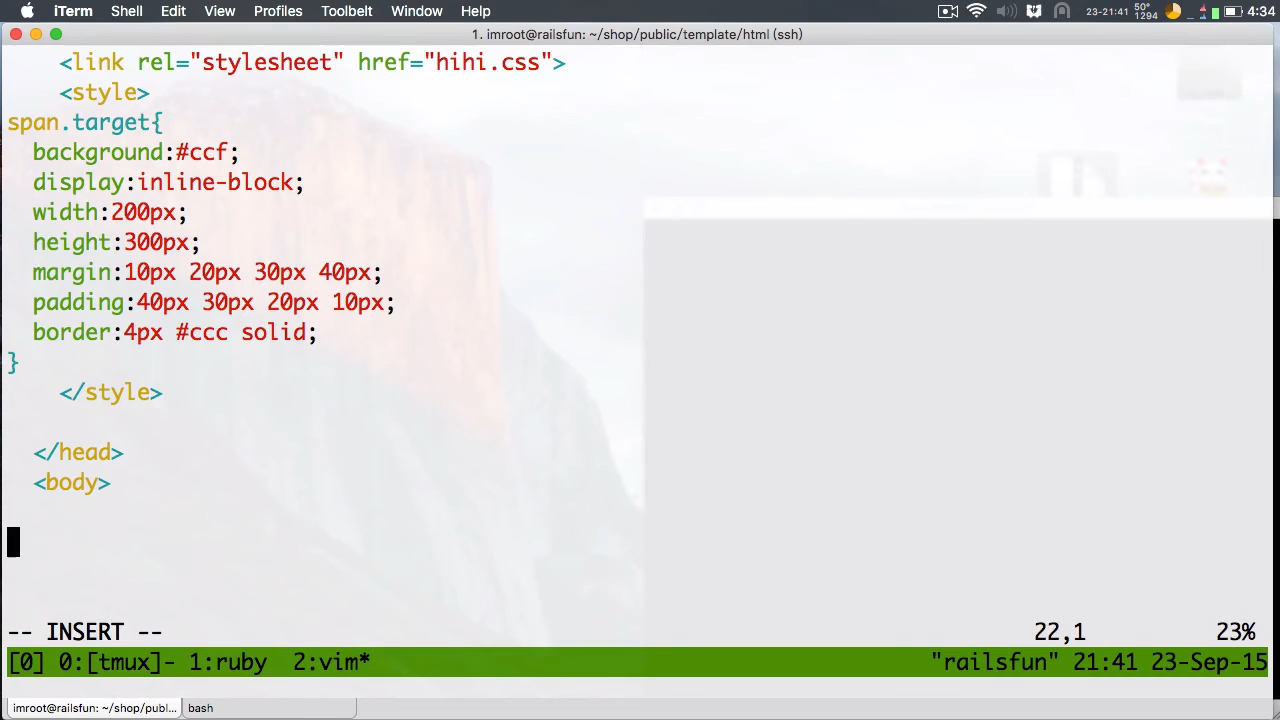 iTerm Shell Edit View Profiles Toolbelt Window Help 23-21:41 50° 1294 4:34
1. imroot@railsfun: ~/shop/public/template/html (ssh)
<link rel="stylesheet" href="hihi.css">
<style>
span.target{
background:#ccf;
display:inline-block;
width:200px;
height:300px;
margin:10px 20px 30px 40px;
padding:40px 30px 20px 10px;
border:4px #ccc solid;
}
</style>
</head>
<body>
-- INSERT -- 22,1 23%
[0] 0:[tmux]- 1:ruby 2:vim* "railsfun" 21:41 23-Sep-15
imroot@railsfun: ~/shop/publ... bash